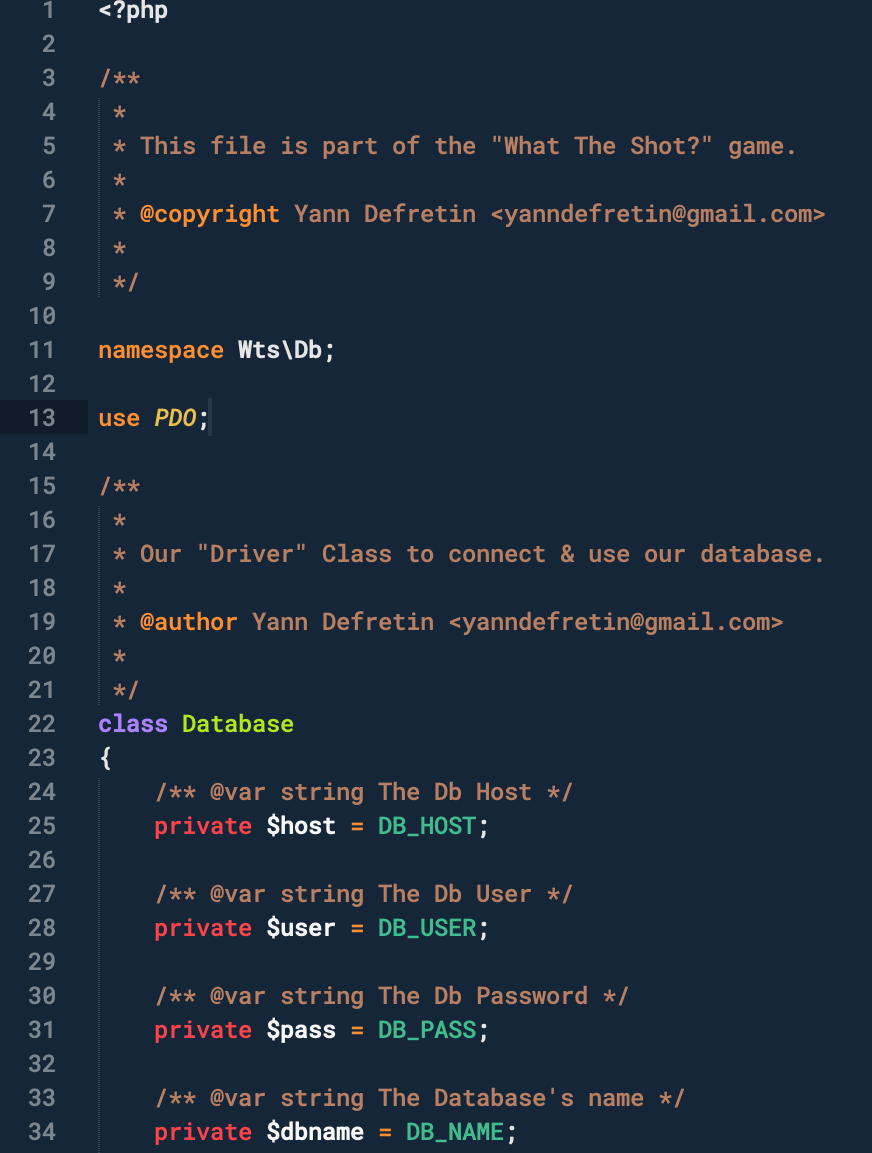 1 <?php
2
3 /**
4  *
5  * This file is part of the "What The Shot?" game.
6  *
7  * @copyright Yann Defretin <yanndefretin@gmail.com>
8  *
9  */
10
11 namespace Wts\Db;
12
13 use PDO;
14
15 /**
16  *
17  * Our "Driver" Class to connect & use our database.
18  *
19  * @author Yann Defretin <yanndefretin@gmail.com>
20  *
21  */
22 class Database
23 {
24     /** @var string The Db Host */
25     private $host = DB_HOST;
26
27     /** @var string The Db User */
28     private $user = DB_USER;
29
30     /** @var string The Db Password */
31     private $pass = DB_PASS;
32
33     /** @var string The Database's name */
34     private $dbname = DB_NAME;